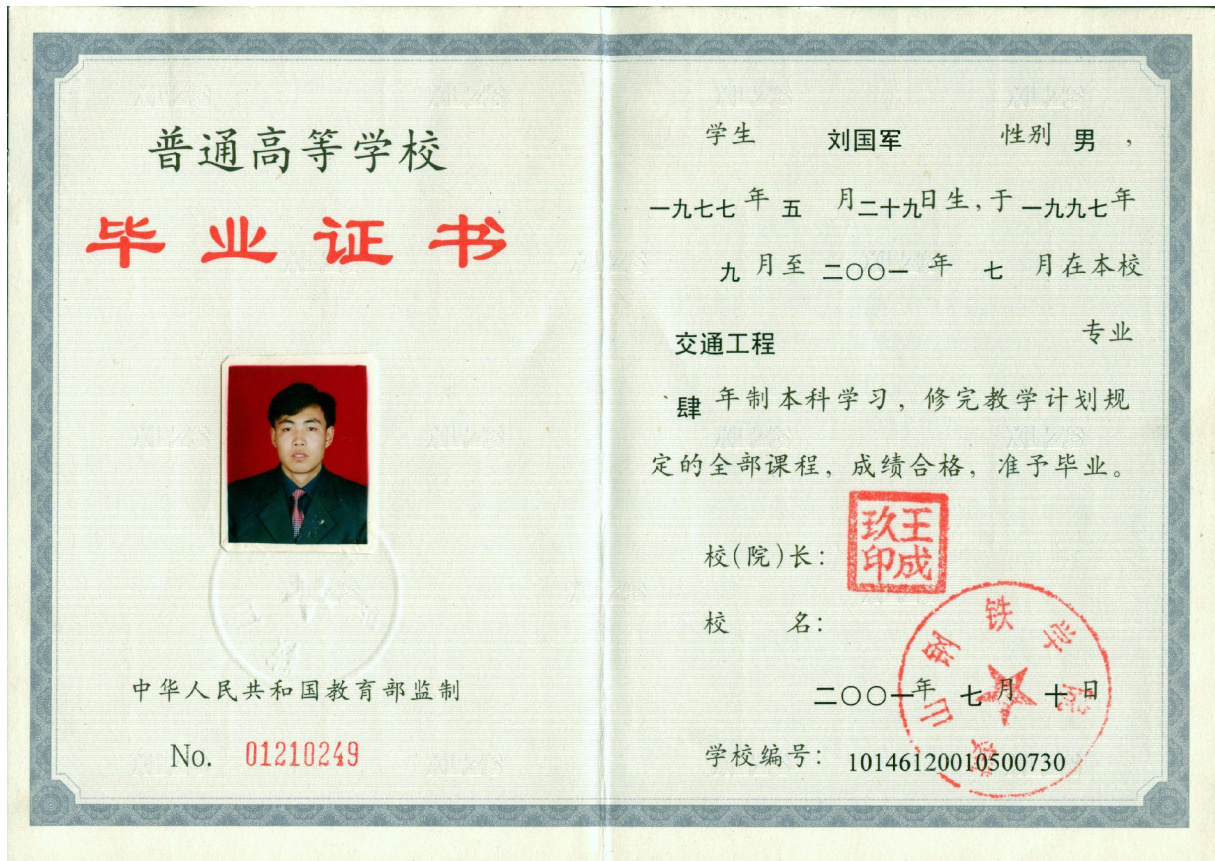 普通高等学校
毕业证书
中华人民共和国教育部监制
No. 01210249
学生 刘国军 性别 男，
一九七七年 五 月二十九日生，于一九九七年
九 月至 二〇〇一 年 七 月在本校
交通工程 专业
肆 年制本科学习，修完教学计划规
定的全部课程，成绩合格，准予毕业。
校(院)长：
王成玖印
校 名：
鞍山钢铁学院
二〇〇一年 七 月 十 日
学校编号：10146120010500730